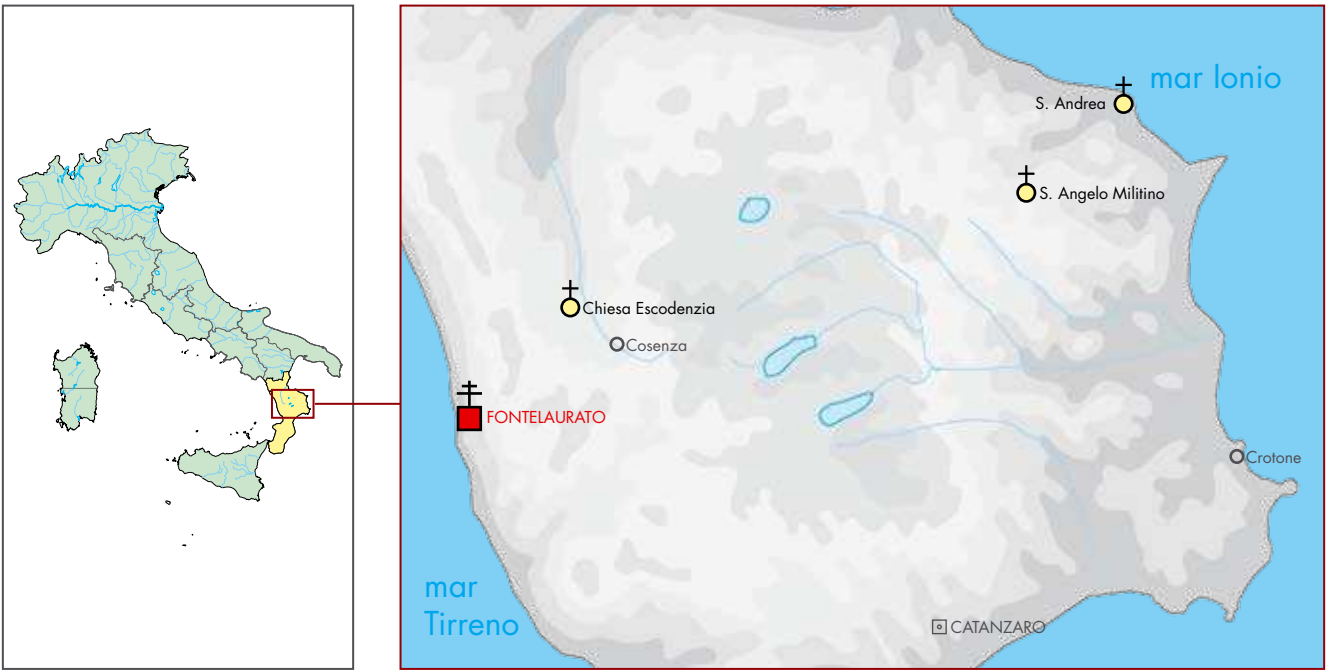 mar Ionio
S. Andrea
S. Angelo Militino
Chiesa Escodenzia
Cosenza
FONTELAURATO
Crotone
mar
Tirreno
CATANZARO